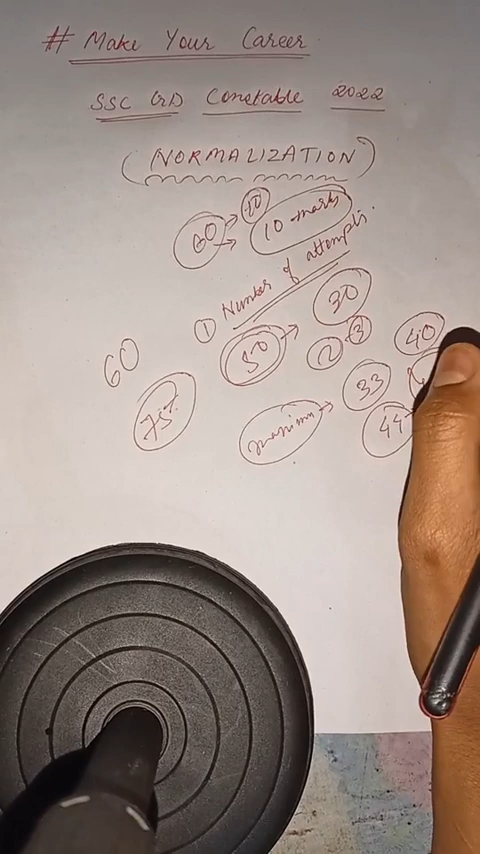 # Make Your Career
SSC GD Constable 2022
(NORMALIZATION)
60 → 10
→ 10 marks
① Number of attempts.
50 → 30
2 3
60
75%
maximum → 33
40
44